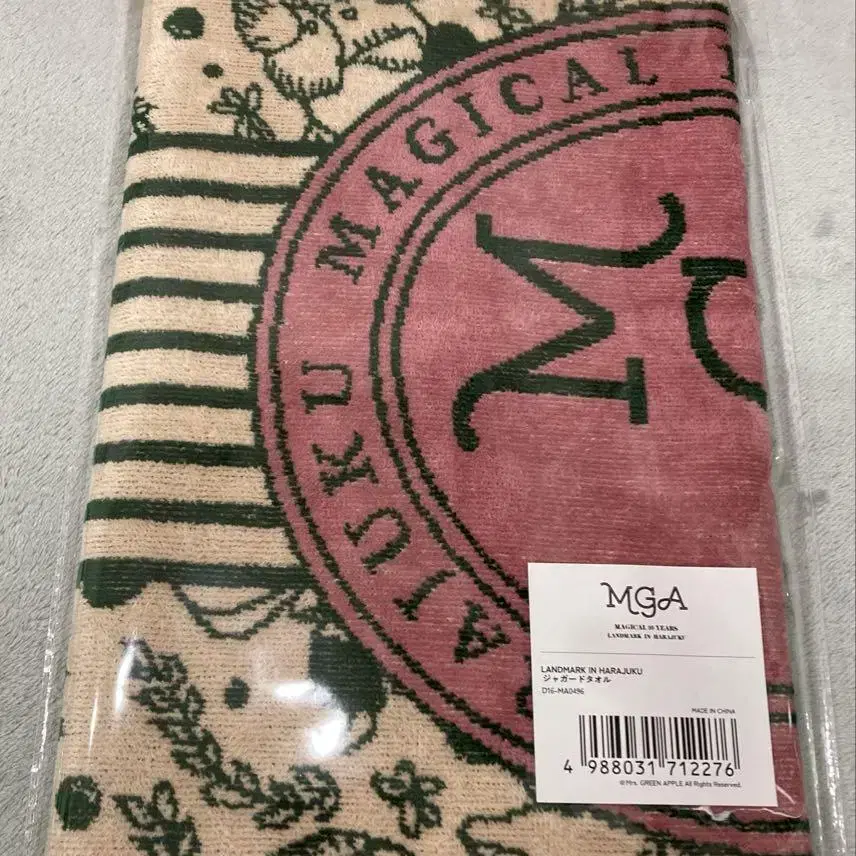 AJUKU MAGICAL
M
MGA
MAGICAL 10 YEARS
LANDMARK IN HARAJUKU
LANDMARK IN HARAJUKU
ジャガードタオル
D16-MA0496
MADE IN CHINA
4 988031 712276
© Mrs. GREEN APPLE All Rights Reserved.